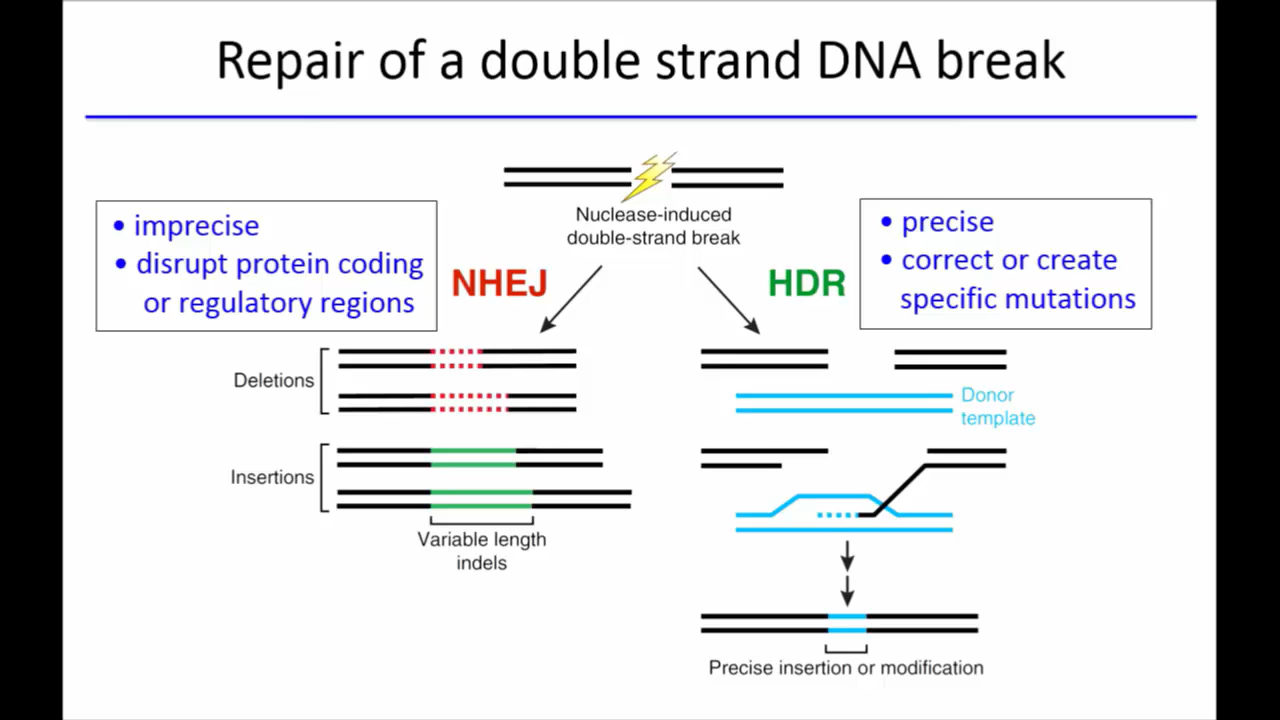 Repair of a double strand DNA break
Nuclease-induced
double-strand break
• imprecise
• disrupt protein coding
or regulatory regions
NHEJ
HDR
• precise
• correct or create
specific mutations
Deletions
Insertions
Variable length
indels
Donor
template
Precise insertion or modification